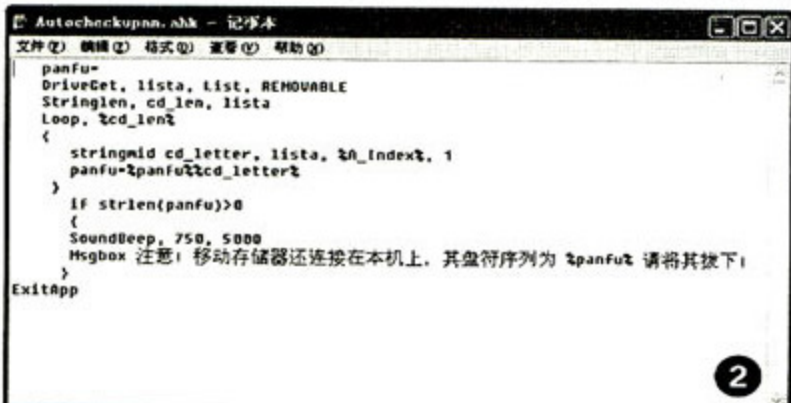 Autocheckupan.ahk - 记事本
文件(F) 编辑(E) 格式(O) 查看(V) 帮助(H)
panfu=
DriveGet, lista, List, REMOVABLE
Stringlen, cd_len, lista
Loop, %cd_len%
{
stringmid cd_letter, lista, %A_Index%, 1
panfu=%panfu%%cd_letter%
}
if strlen(panfu)>0
{
SoundBeep, 750, 5000
Msgbox 注意！移动存储器还连接在本机上，其盘符序列为 %panfu% 请将其拔下！
}
ExitApp
2